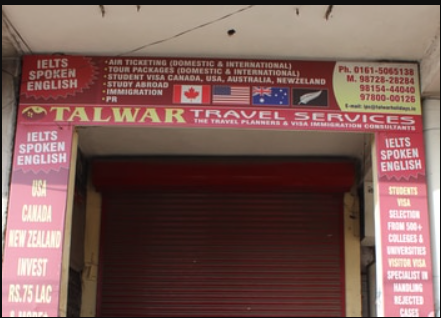 IELTS
SPOKEN
ENGLISH
• AIR TICKETING (DOMESTIC & INTERNATIONAL)
• TOUR PACKAGES (DOMESTIC & INTERNATIONAL)
• STUDENT VISA CANADA, USA, AUSTRALIA, NEWZELAND
• STUDY ABROAD
• IMMIGRATION
• PR
Ph. 0161-5065138
M. 98728-28284
98154-44040
97800-00126
E-mail:
TALWAR TRAVEL SERVICES
THE TRAVEL PLANNERS & VISA IMMIGRATION CONSULTANTS
IELTS
SPOKEN
ENGLISH
USA
CANADA
NEW ZEALAND
INVEST
RS.75 LAC
IELTS
SPOKEN
ENGLISH
STUDENTS
VISA
SELECTION
FROM 500+
COLLEGES &
UNIVERSITIES
VISITOR VISA
SPECIALIST IN
HANDLING
REJECTED
CASES